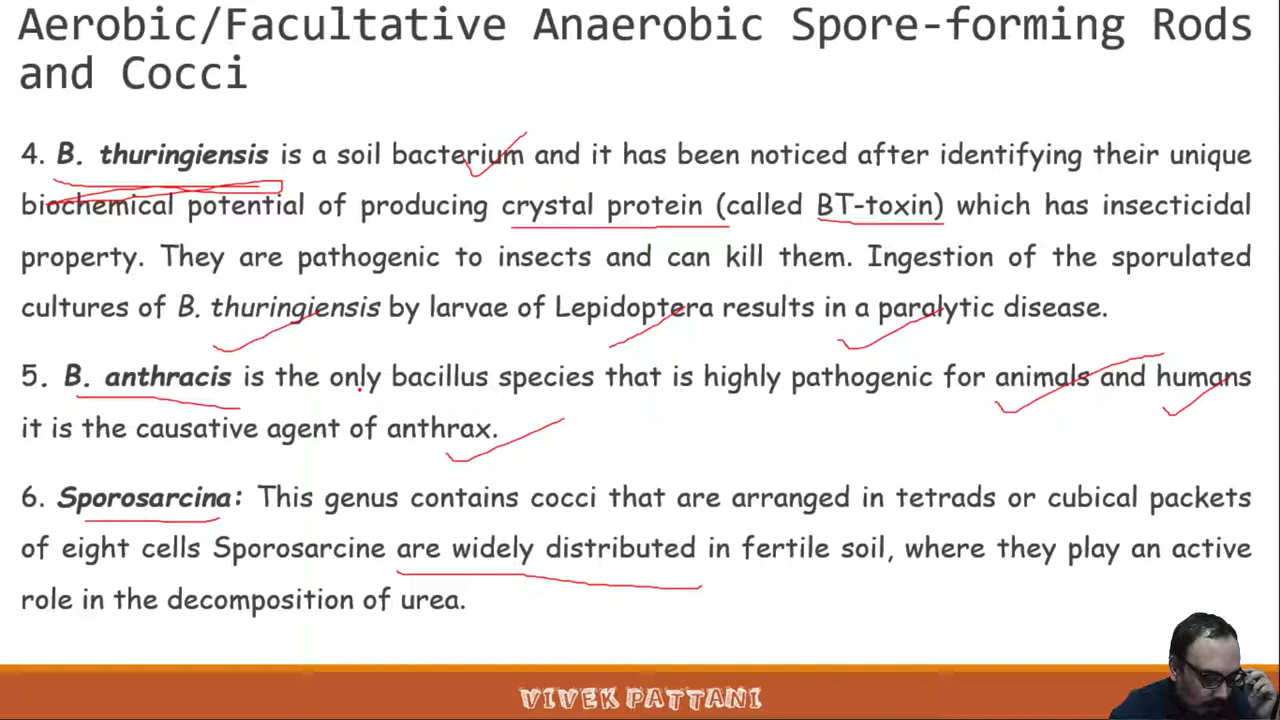 Aerobic/Facultative Anaerobic Spore-forming Rods
and Cocci
4. B. thuringiensis is a soil bacterium and it has been noticed after identifying their unique
biochemical potential of producing crystal protein (called BT-toxin) which has insecticidal
property. They are pathogenic to insects and can kill them. Ingestion of the sporulated
cultures of B. thuringiensis by larvae of Lepidoptera results in a paralytic disease.
5. B. anthracis is the only bacillus species that is highly pathogenic for animals and humans
it is the causative agent of anthrax.
6. Sporosarcina: This genus contains cocci that are arranged in tetrads or cubical packets
of eight cells Sporosarcine are widely distributed in fertile soil, where they play an active
role in the decomposition of urea.
VIVEK PATTANI